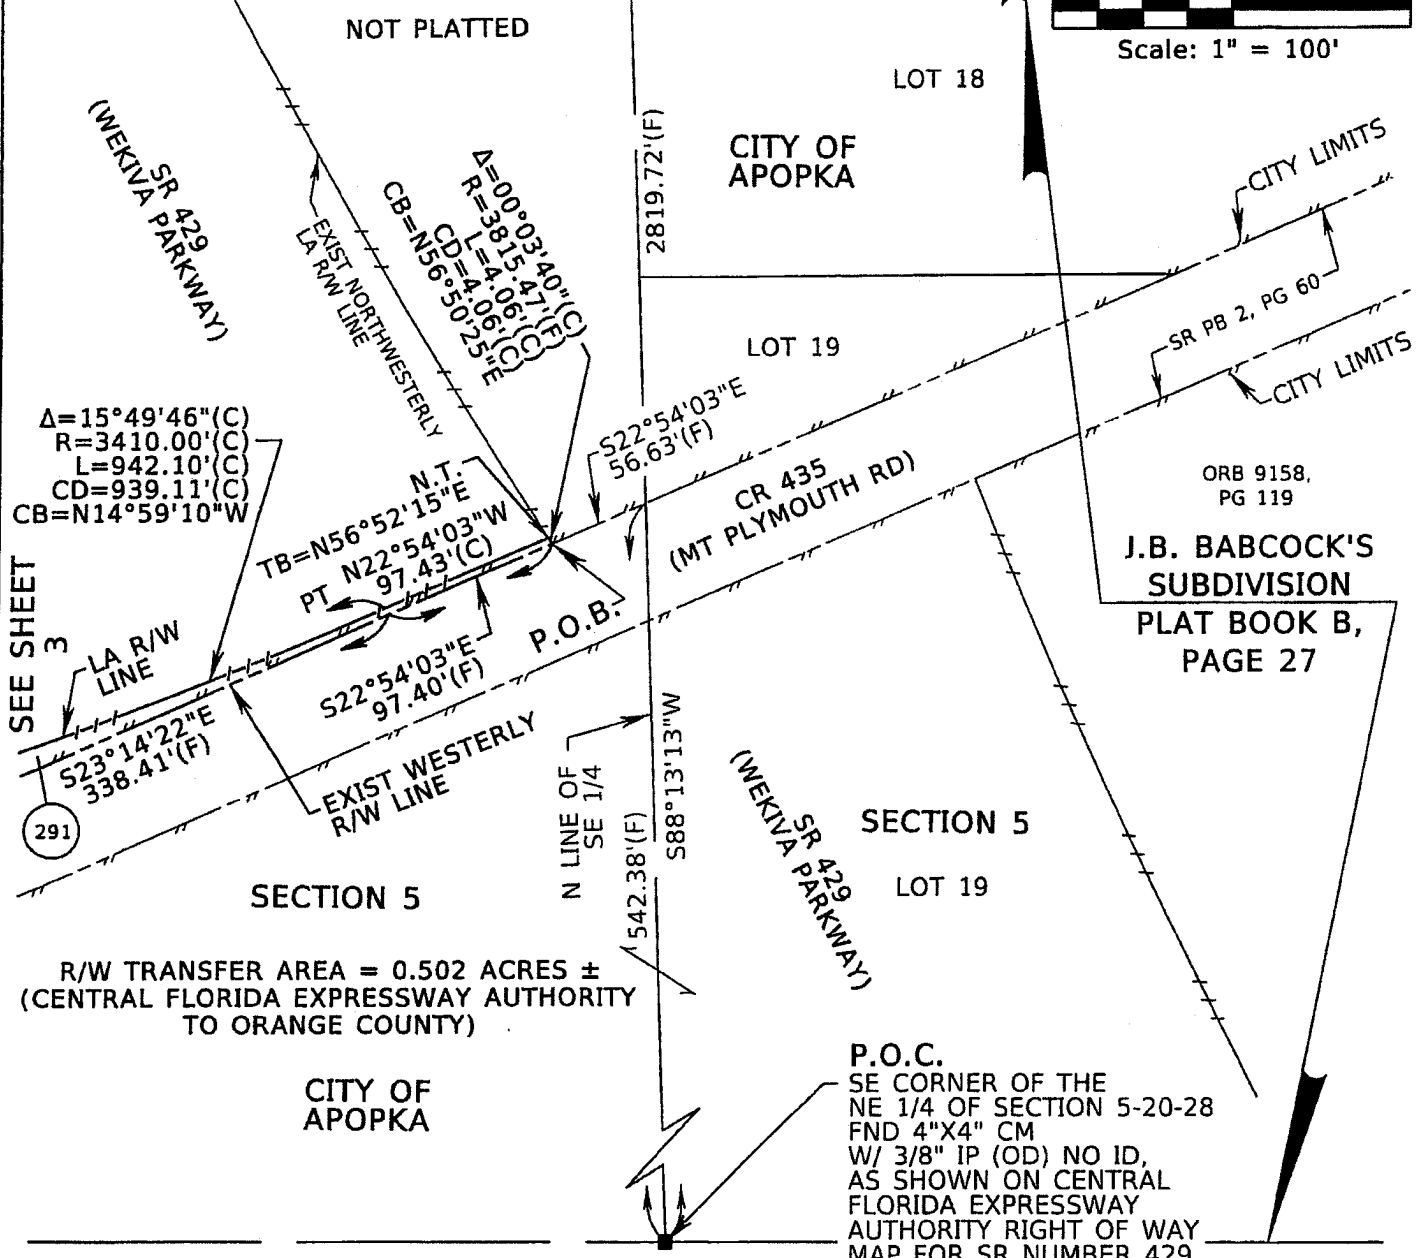 NOT PLATTED
Scale: 1" = 100'
LOT 18
(WEKIVA PARKWAY)
SR 429
CITY OF
APOPKA
2819.72'(F)
CITY LIMITS
EXIST NORTHWESTERLY
LA R/W LINE
Δ=00°03'40"(C)
R=3815.47'(F)
L=4.06'(C)
CD=4.06'(C)
CB=N56°50'25"E
SR PB 2, PG 60
LOT 19
CITY LIMITS
Δ=15°49'46"(C)
R=3410.00'(C)
L=942.10'(C)
CD=939.11'(C)
CB=N14°59'10"W
S22°54'03"E
56.63'(F)
N.T.
TB=N56°52'15"E
PT
N22°54'03"W
97.43'(C)
CR 435
(MT PLYMOUTH RD)
ORB 9158,
PG 119
J.B. BABCOCK'S
SUBDIVISION
PLAT BOOK B,
PAGE 27
SEE SHEET
3
LA R/W
LINE
P.O.B.
S22°54'03"E
97.40'(F)
S23°14'22"E
338.41'(F)
EXIST WESTERLY
R/W LINE
291
N LINE OF
SE 1/4
542.38'(F)
S88°13'13"W
SR 429
(WEKIVA PARKWAY)
SECTION 5
LOT 19
SECTION 5
R/W TRANSFER AREA = 0.502 ACRES ±
(CENTRAL FLORIDA EXPRESSWAY AUTHORITY
TO ORANGE COUNTY)
CITY OF
APOPKA
P.O.C.
SE CORNER OF THE
NE 1/4 OF SECTION 5-20-28
FND 4"X4" CM
W/ 3/8" IP (OD) NO ID,
AS SHOWN ON CENTRAL
FLORIDA EXPRESSWAY
AUTHORITY RIGHT OF WAY
MAP FOR SR NUMBER 429